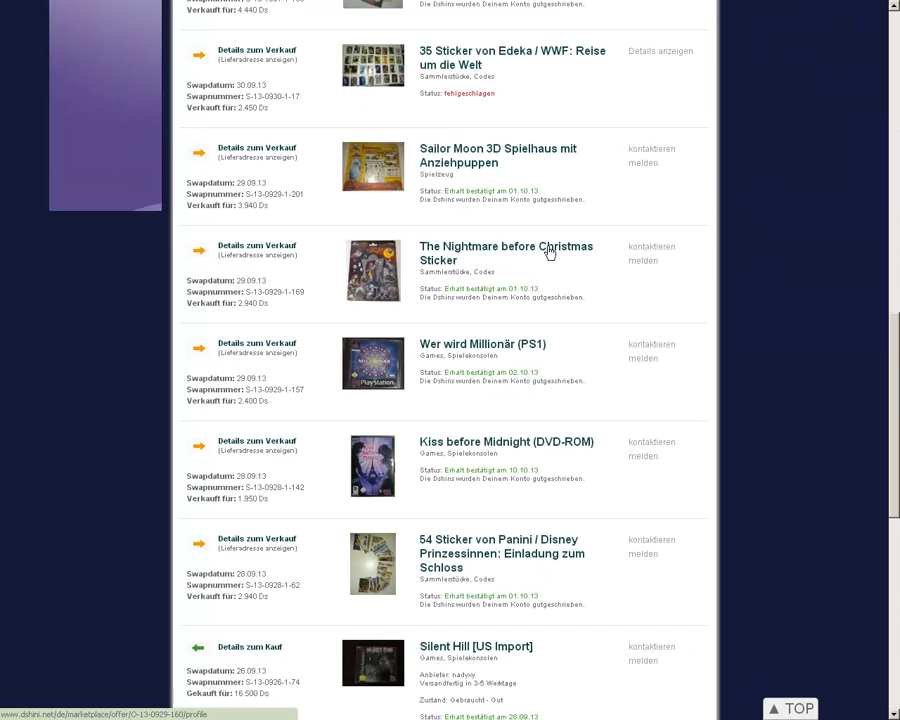 Verkauft für: 4.440 Ds
Die Dshins wurden Deinem Konto gutgeschrieben.
Details zum Verkauf
(Lieferadresse anzeigen)
Swapdatum: 30.09.13
Swapnummer: S-13-0930-1-17
Verkauft für: 2.450 Ds
35 Sticker von Edeka / WWF: Reise
um die Welt
Sammlerstücke, Codes
Status: fehlgeschlagen
Details anzeigen
Details zum Verkauf
(Lieferadresse anzeigen)
Swapdatum: 29.09.13
Swapnummer: S-13-0929-1-201
Verkauft für: 3.940 Ds
Sailor Moon 3D Spielhaus mit
Anziehpuppen
Spielzeug
Status: Erhalt bestätigt am 01.10.13
Die Dshins wurden Deinem Konto gutgeschrieben.
kontaktieren
melden
Details zum Verkauf
(Lieferadresse anzeigen)
Swapdatum: 29.09.13
Swapnummer: S-13-0929-1-169
Verkauft für: 2.940 Ds
The Nightmare before Christmas
Sticker
Sammlerstücke, Codes
Status: Erhalt bestätigt am 01.10.13
Die Dshins wurden Deinem Konto gutgeschrieben.
kontaktieren
melden
Details zum Verkauf
(Lieferadresse anzeigen)
Swapdatum: 29.09.13
Swapnummer: S-13-0929-1-157
Verkauft für: 2.400 Ds
PlayStation
Wer wird Millionär (PS1)
Games, Spielekonsolen
Status: Erhalt bestätigt am 02.10.13
Die Dshins wurden Deinem Konto gutgeschrieben.
kontaktieren
melden
Details zum Verkauf
(Lieferadresse anzeigen)
Swapdatum: 28.09.13
Swapnummer: S-13-0928-1-142
Verkauft für: 1.950 Ds
Kiss before Midnight (DVD-ROM)
Games, Spielekonsolen
Status: Erhalt bestätigt am 10.10.13
Die Dshins wurden Deinem Konto gutgeschrieben.
kontaktieren
melden
Details zum Verkauf
(Lieferadresse anzeigen)
Swapdatum: 28.09.13
Swapnummer: S-13-0928-1-62
Verkauft für: 2.940 Ds
54 Sticker von Panini / Disney
Prinzessinnen: Einladung zum
Schloss
Sammlerstücke, Codes
Status: Erhalt bestätigt am 01.10.13
Die Dshins wurden Deinem Konto gutgeschrieben.
kontaktieren
melden
Details zum Kauf
Swapdatum: 26.09.13
Swapnummer: S-13-0926-1-74
Gekauft für: 16.500 Ds
Silent Hill [US Import]
Games, Spielekonsolen
Anbieter: nadyxy
Versandfertig in 3-5 Werktage
Zustand: Gebraucht - Gut
Status: Erhalt bestätigt am 28.09.13
kontaktieren
melden
▲ TOP
www.dshini.net/de/marketplace/offer/O-13-0929-160/profile